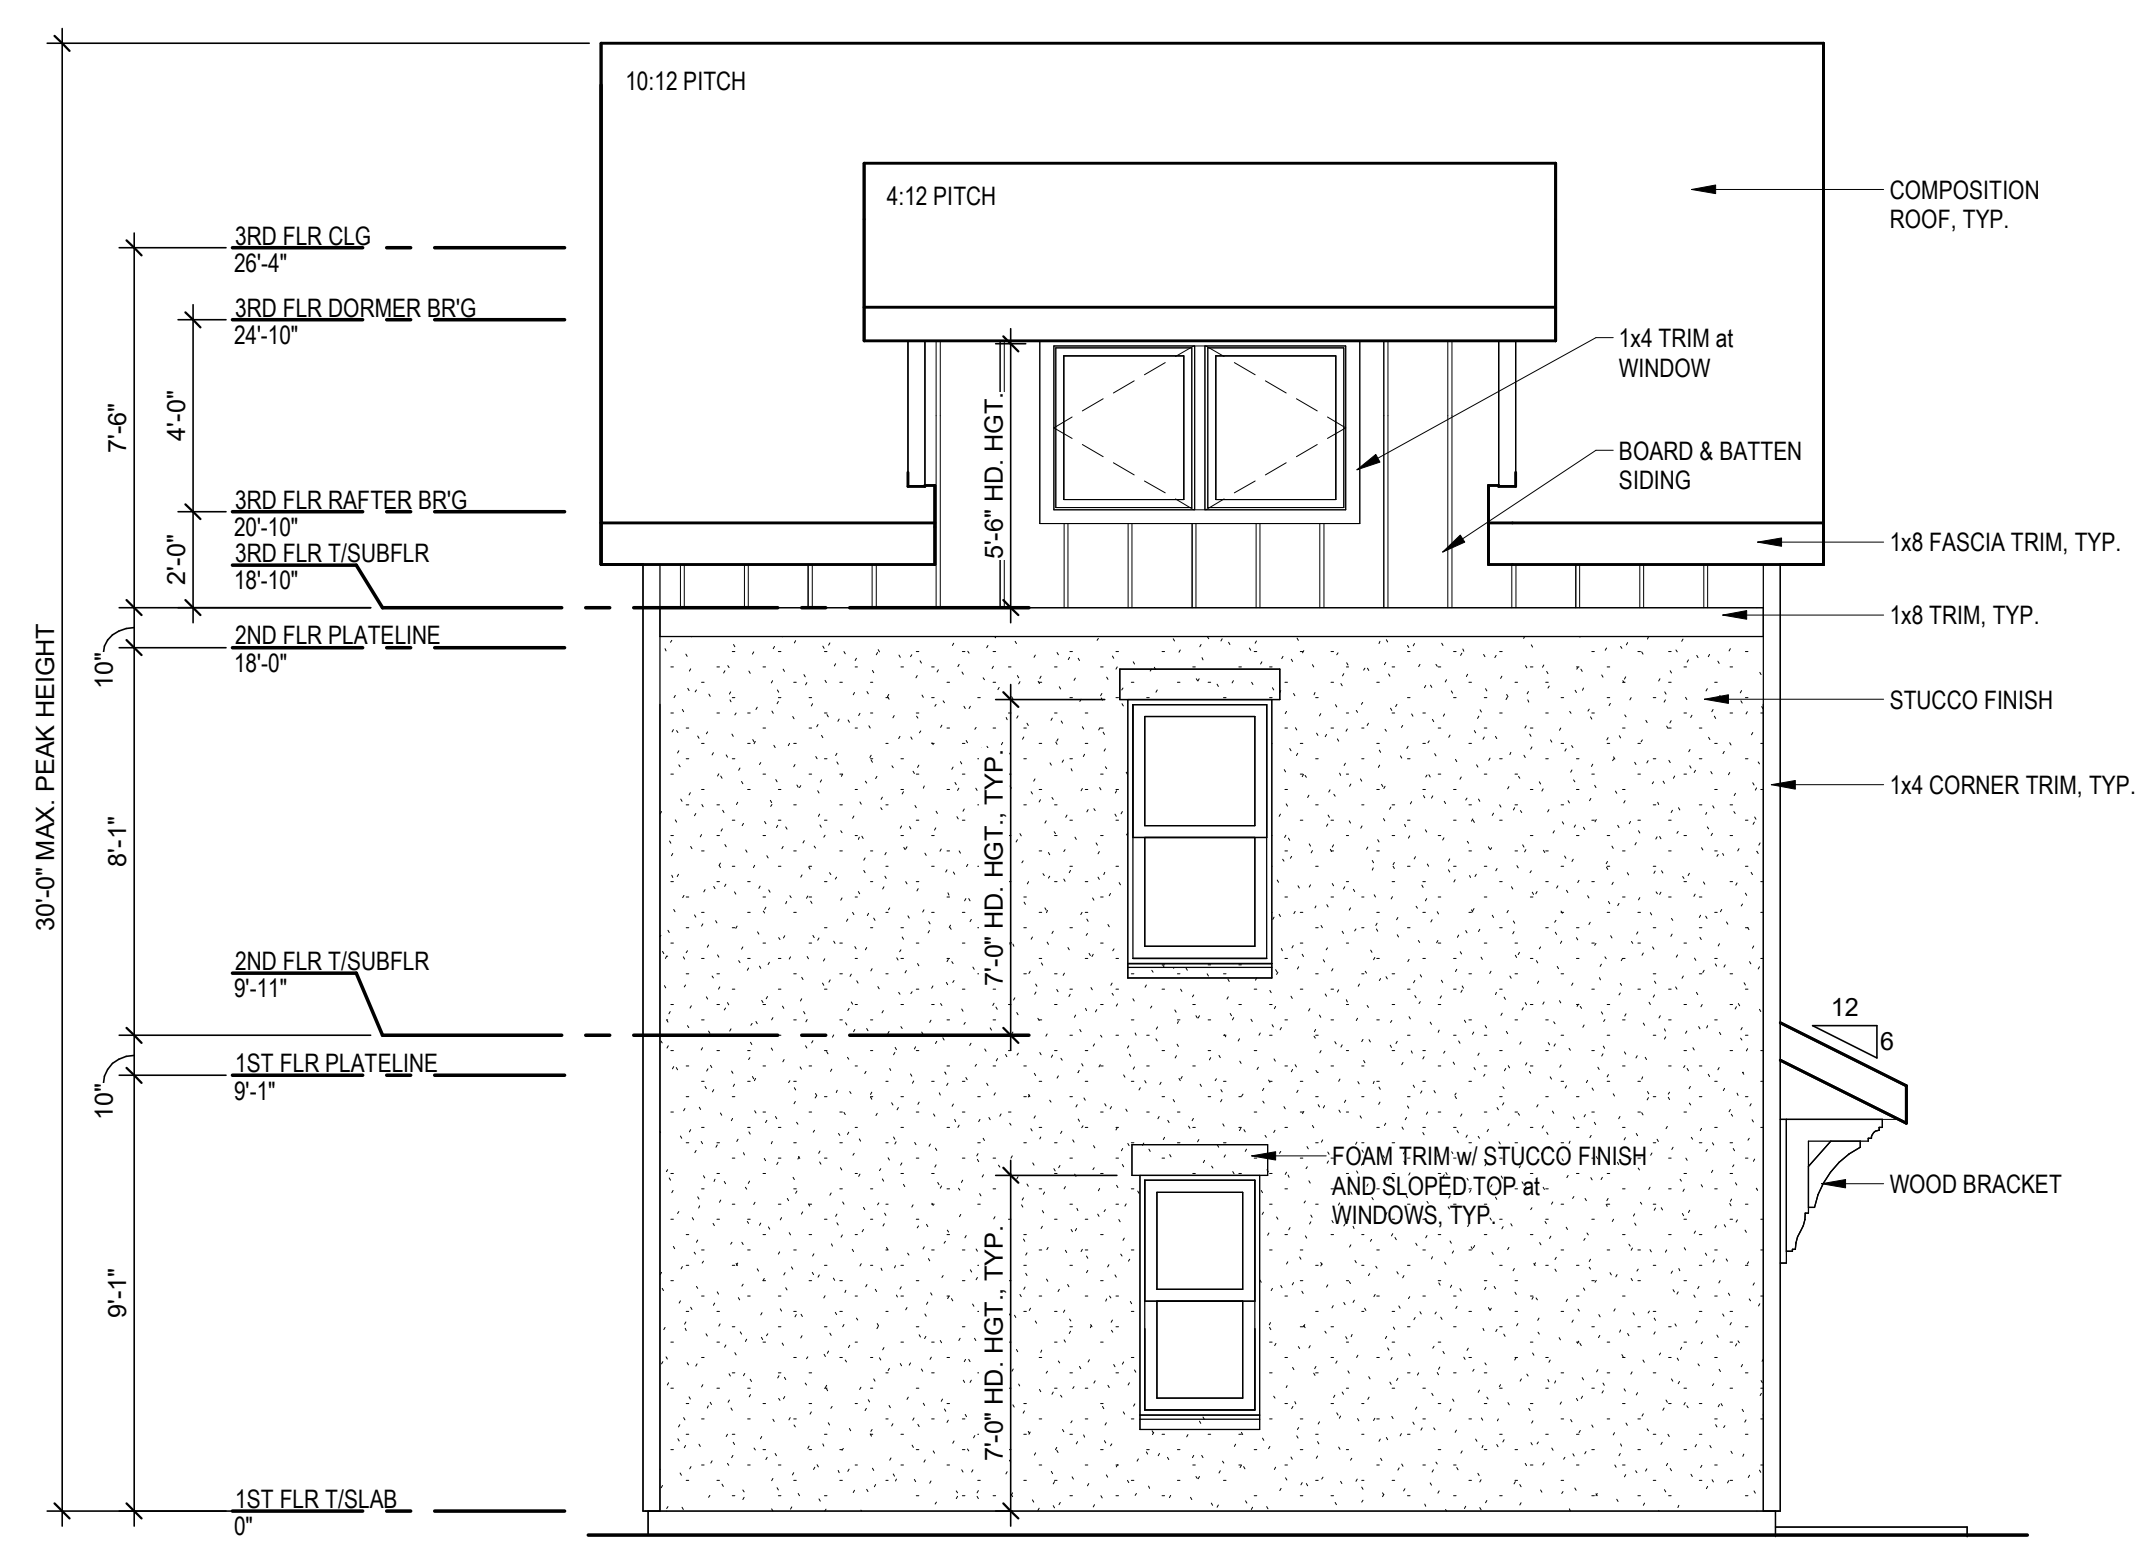 10:12 PITCH
4:12 PITCH
COMPOSITION
ROOF, TYP.
3RD FLR CLG
26'-4"
3RD FLR DORMER BR'G
24'-10"
1x4 TRIM at
WINDOW
7'-6"
4'-0"
5'-6" HD. HGT.
BOARD & BATTEN
SIDING
3RD FLR RAFTER BR'G
20'-10"
2'-0"
3RD FLR T/SUBFLR
18'-10"
1x8 FASCIA TRIM, TYP.
1x8 TRIM, TYP.
10"
2ND FLR PLATELINE
18'-0"
30'-0" MAX. PEAK HEIGHT
STUCCO FINISH
1x4 CORNER TRIM, TYP.
8'-1"
7'-0" HD. HGT., TYP.
2ND FLR T/SUBFLR
9'-11"
12
6
10"
1ST FLR PLATELINE
9'-1"
FOAM TRIM w/ STUCCO FINISH
AND SLOPED TOP at
WINDOWS, TYP.
WOOD BRACKET
9'-1"
7'-0" HD. HGT., TYP.
1ST FLR T/SLAB
0"